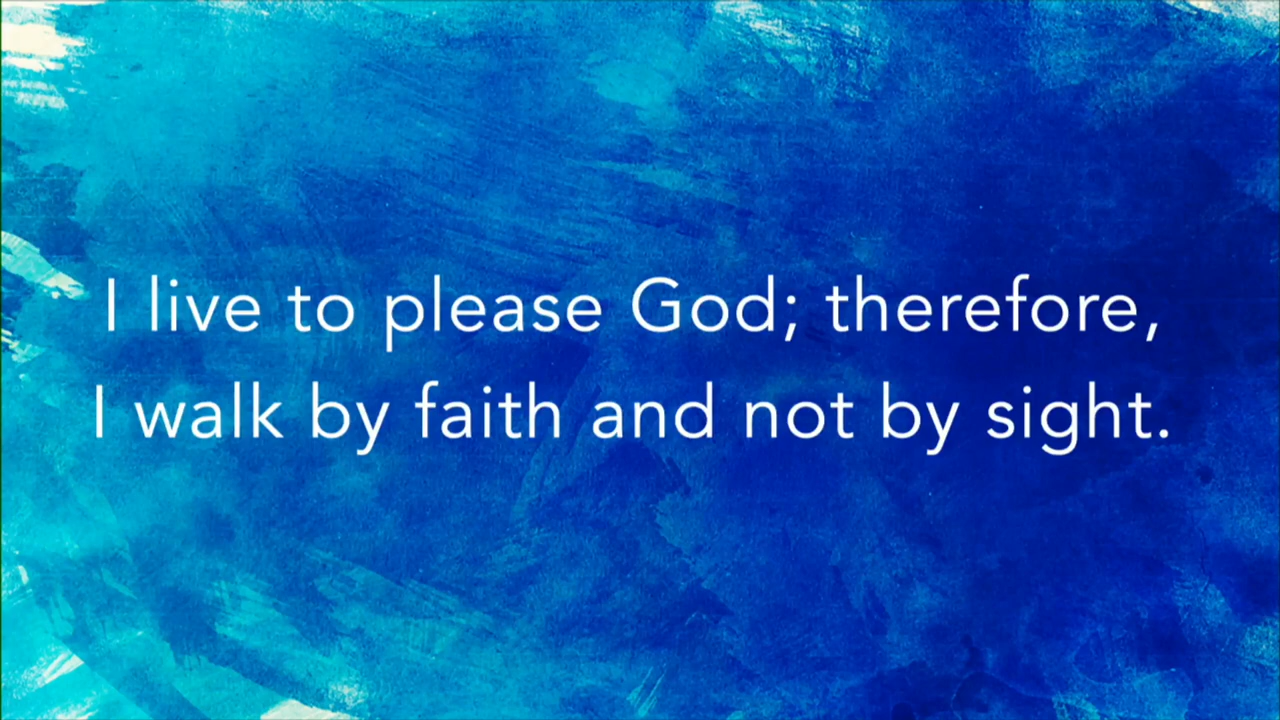 I live to please God; therefore,
I walk by faith and not by sight.